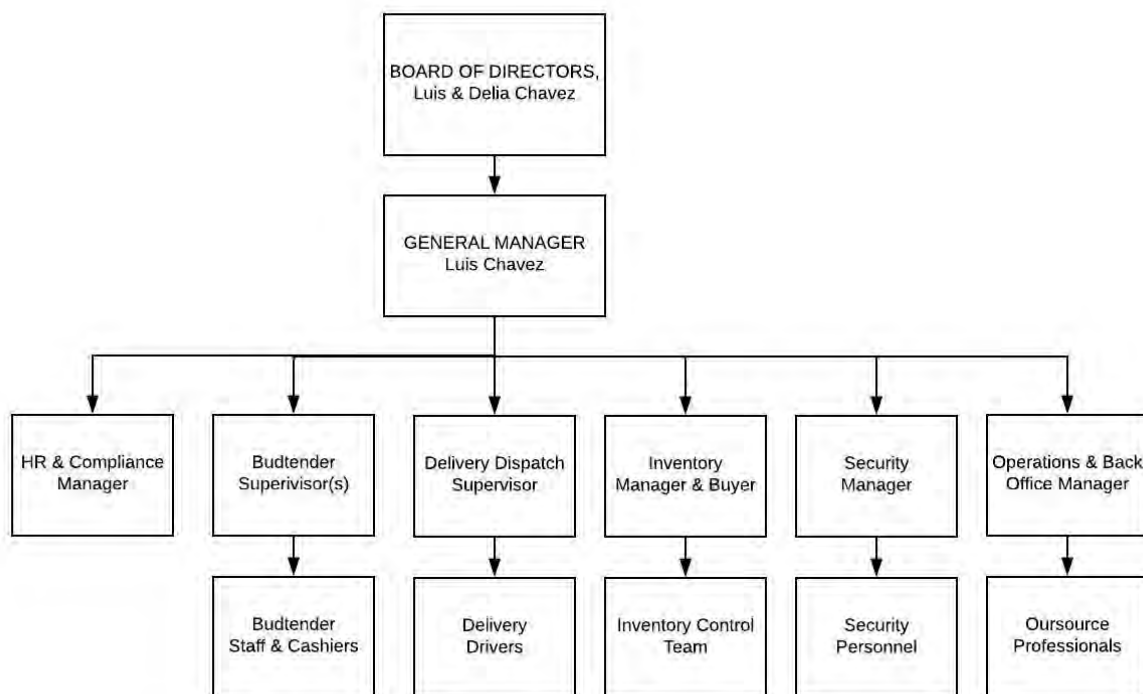 BOARD OF DIRECTORS,
Luis & Delia Chavez
GENERAL MANAGER
Luis Chavez
HR & Compliance
Manager
Budtender
Superivisor(s)
Delivery Dispatch
Supervisor
Inventory
Manager & Buyer
Security
Manager
Operations & Back
Office Manager
Budtender
Staff & Cashiers
Delivery
Drivers
Inventory Control
Team
Security
Personnel
Oursource
Professionals